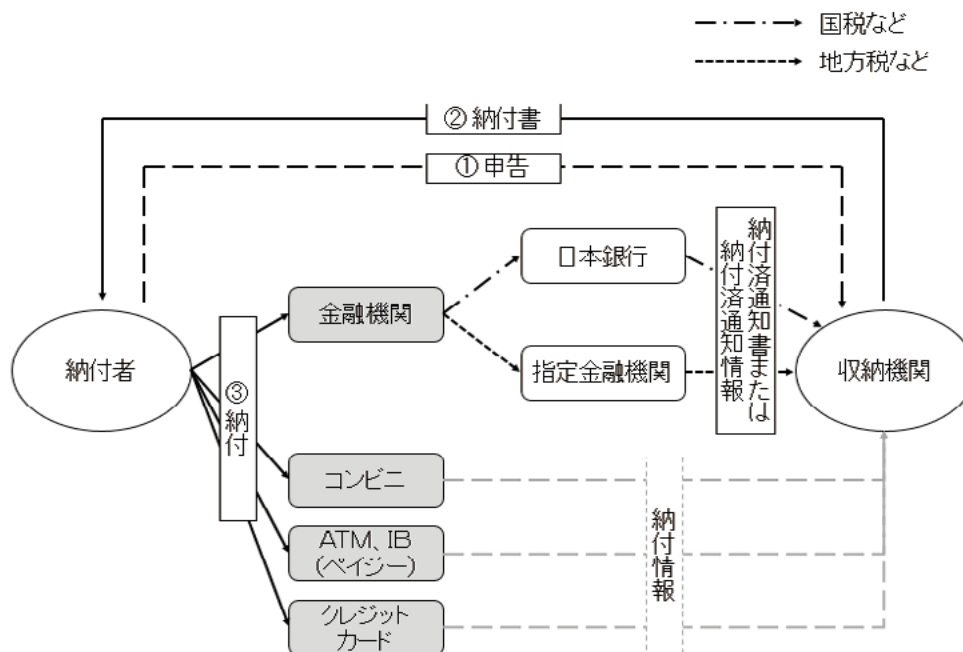 国税など
地方税など
②納付書
①申告
日本銀行
金融機関
指定金融機関
納付者
収納機関
③納付
納付済通知書または
納付済通知情報
コンビニ
ATM、IB
(ペイジー)
クレジット
カード
納付情報